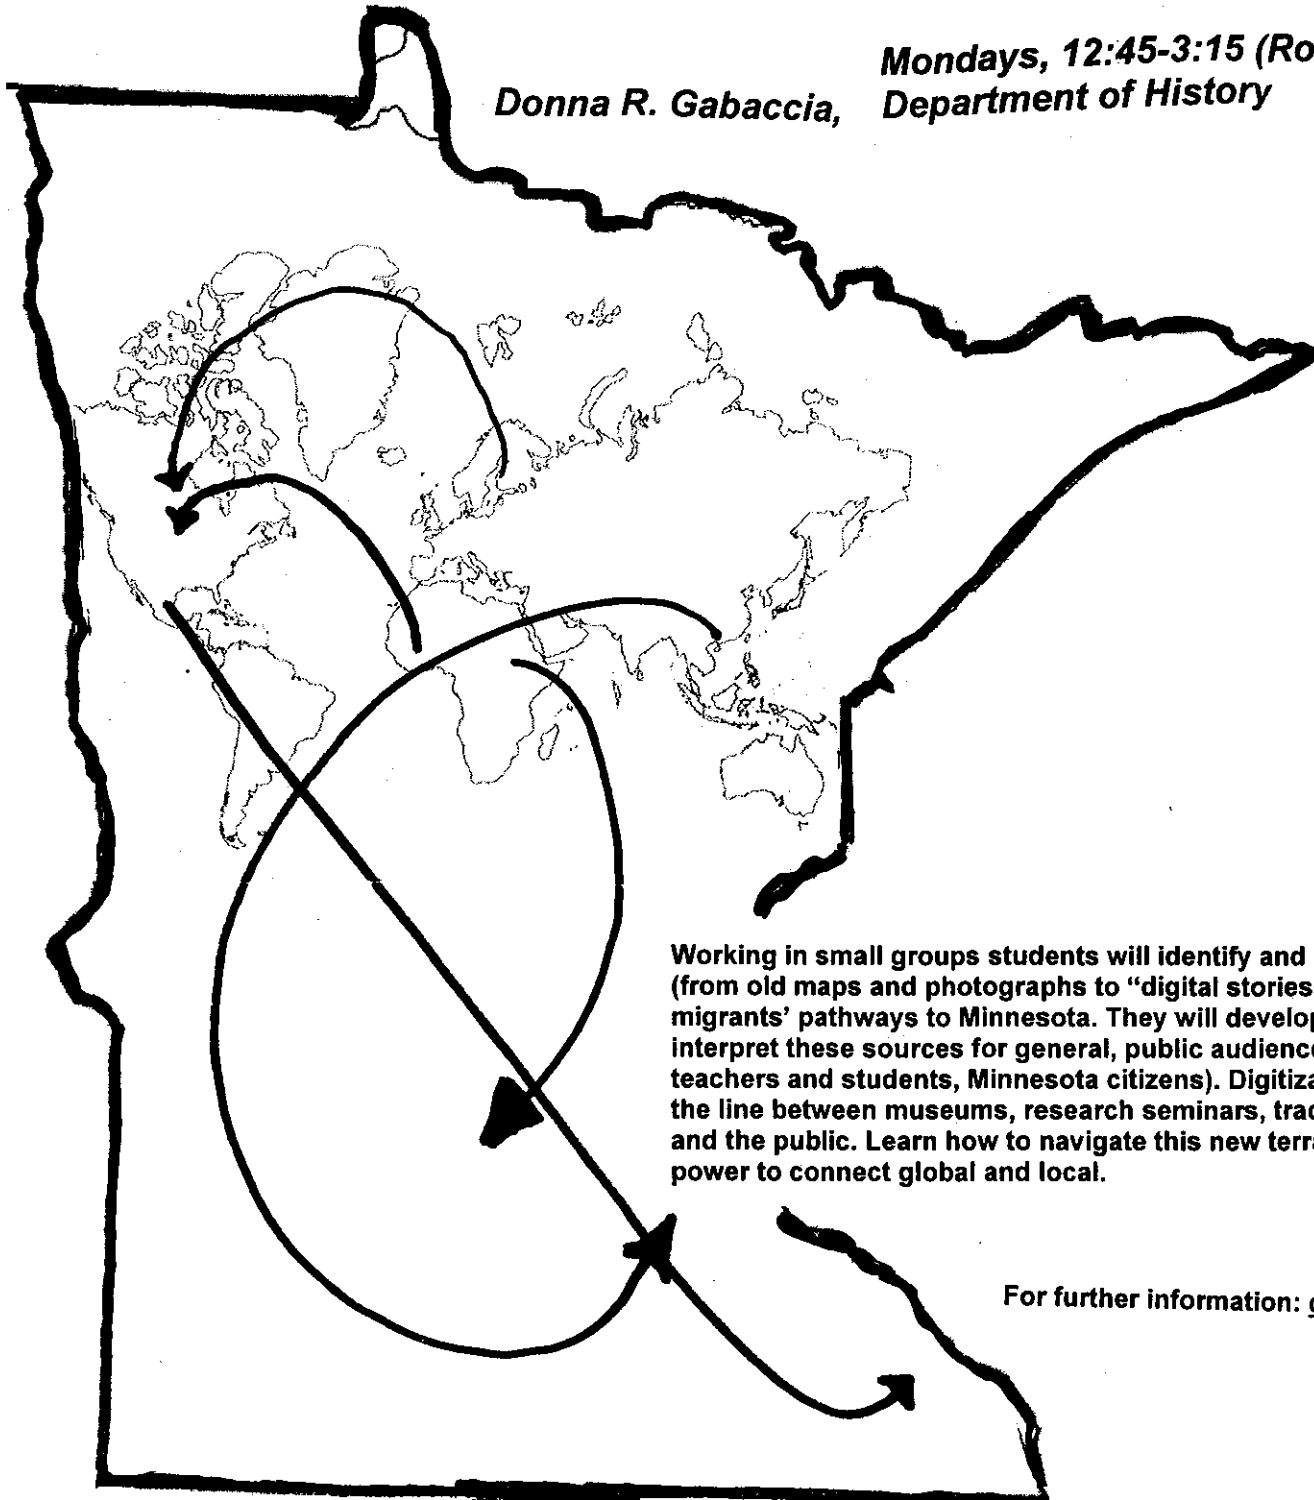 Mondays, 12:45-3:15 (Ro
Donna R. Gabaccia, Department of History
Working in small groups students will identify and
(from old maps and photographs to “digital stories
migrants’ pathways to Minnesota. They will develop
interpret these sources for general, public audience
teachers and students, Minnesota citizens). Digitiza
the line between museums, research seminars, trad
and the public. Learn how to navigate this new terra
power to connect global and local.
For further information: g